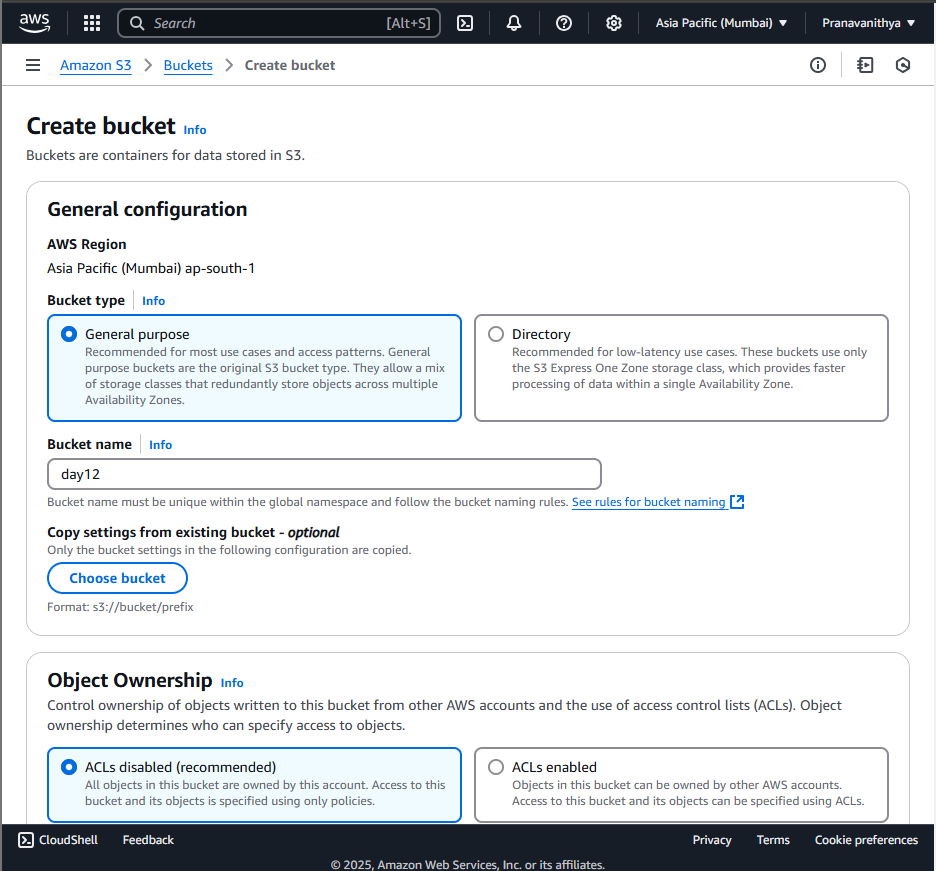 aws
Search [Alt+S] Asia Pacific (Mumbai) ▼ Pranavanithya ▼
Amazon S3 > Buckets > Create bucket
Create bucket Info
Buckets are containers for data stored in S3.
General configuration
AWS Region
Asia Pacific (Mumbai) ap-south-1
Bucket type Info
General purpose
Recommended for most use cases and access patterns. General
purpose buckets are the original S3 bucket type. They allow a mix
of storage classes that redundantly store objects across multiple
Availability Zones.
Directory
Recommended for low-latency use cases. These buckets use only
the S3 Express One Zone storage class, which provides faster
processing of data within a single Availability Zone.
Bucket name Info
day12
Bucket name must be unique within the global namespace and follow the bucket naming rules. See rules for bucket naming
Copy settings from existing bucket - optional
Only the bucket settings in the following configuration are copied.
Choose bucket
Format: s3://bucket/prefix
Object Ownership Info
Control ownership of objects written to this bucket from other AWS accounts and the use of access control lists (ACLs). Object
ownership determines who can specify access to objects.
ACLs disabled (recommended)
All objects in this bucket are owned by this account. Access to this
bucket and its objects is specified using only policies.
ACLs enabled
Objects in this bucket can be owned by other AWS accounts.
Access to this bucket and its objects can be specified using ACLs.
CloudShell Feedback Privacy Terms Cookie preferences
© 2025, Amazon Web Services, Inc. or its affiliates.